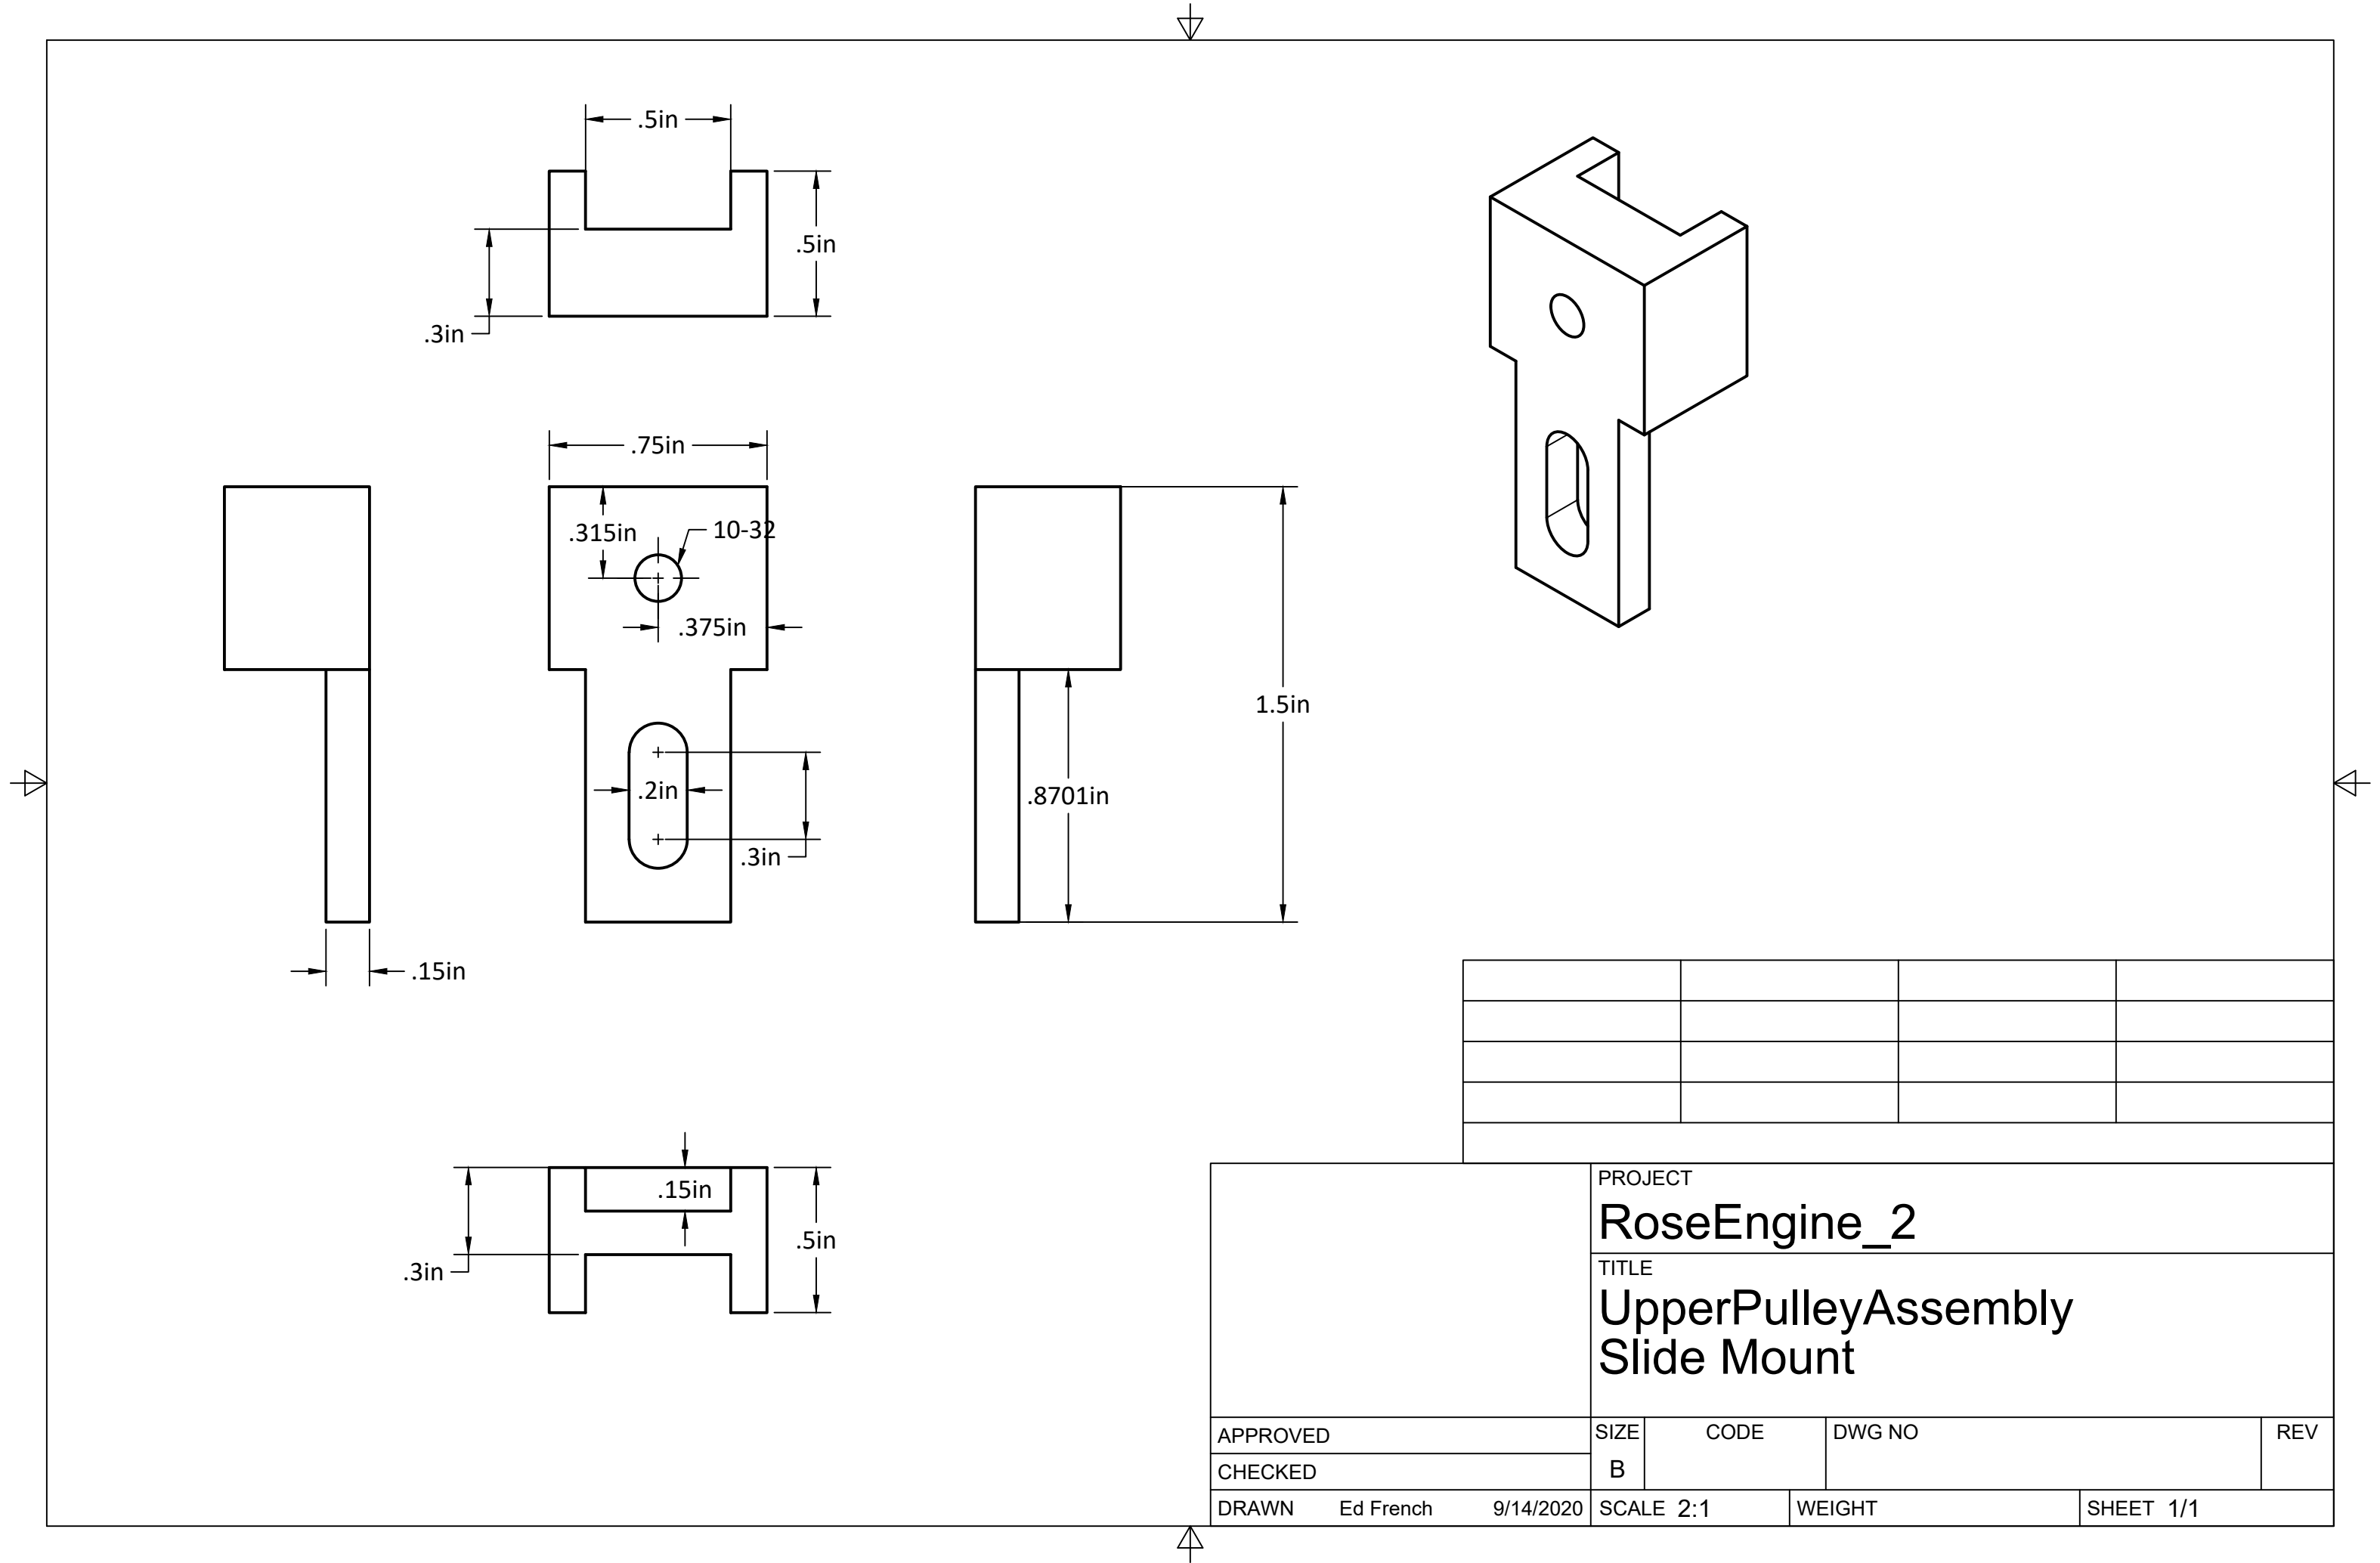 .5in
.5in
.3in
.75in
.315in
10-32
.375in
.2in
.3in
1.5in
.8701in
.15in
.15in
.5in
.3in
PROJECT
RoseEngine_2
TITLE
UpperPulleyAssembly
Slide Mount
APPROVED
CHECKED
DRAWN Ed French 9/14/2020
SIZE CODE DWG NO REV
B
SCALE 2:1 WEIGHT SHEET 1/1